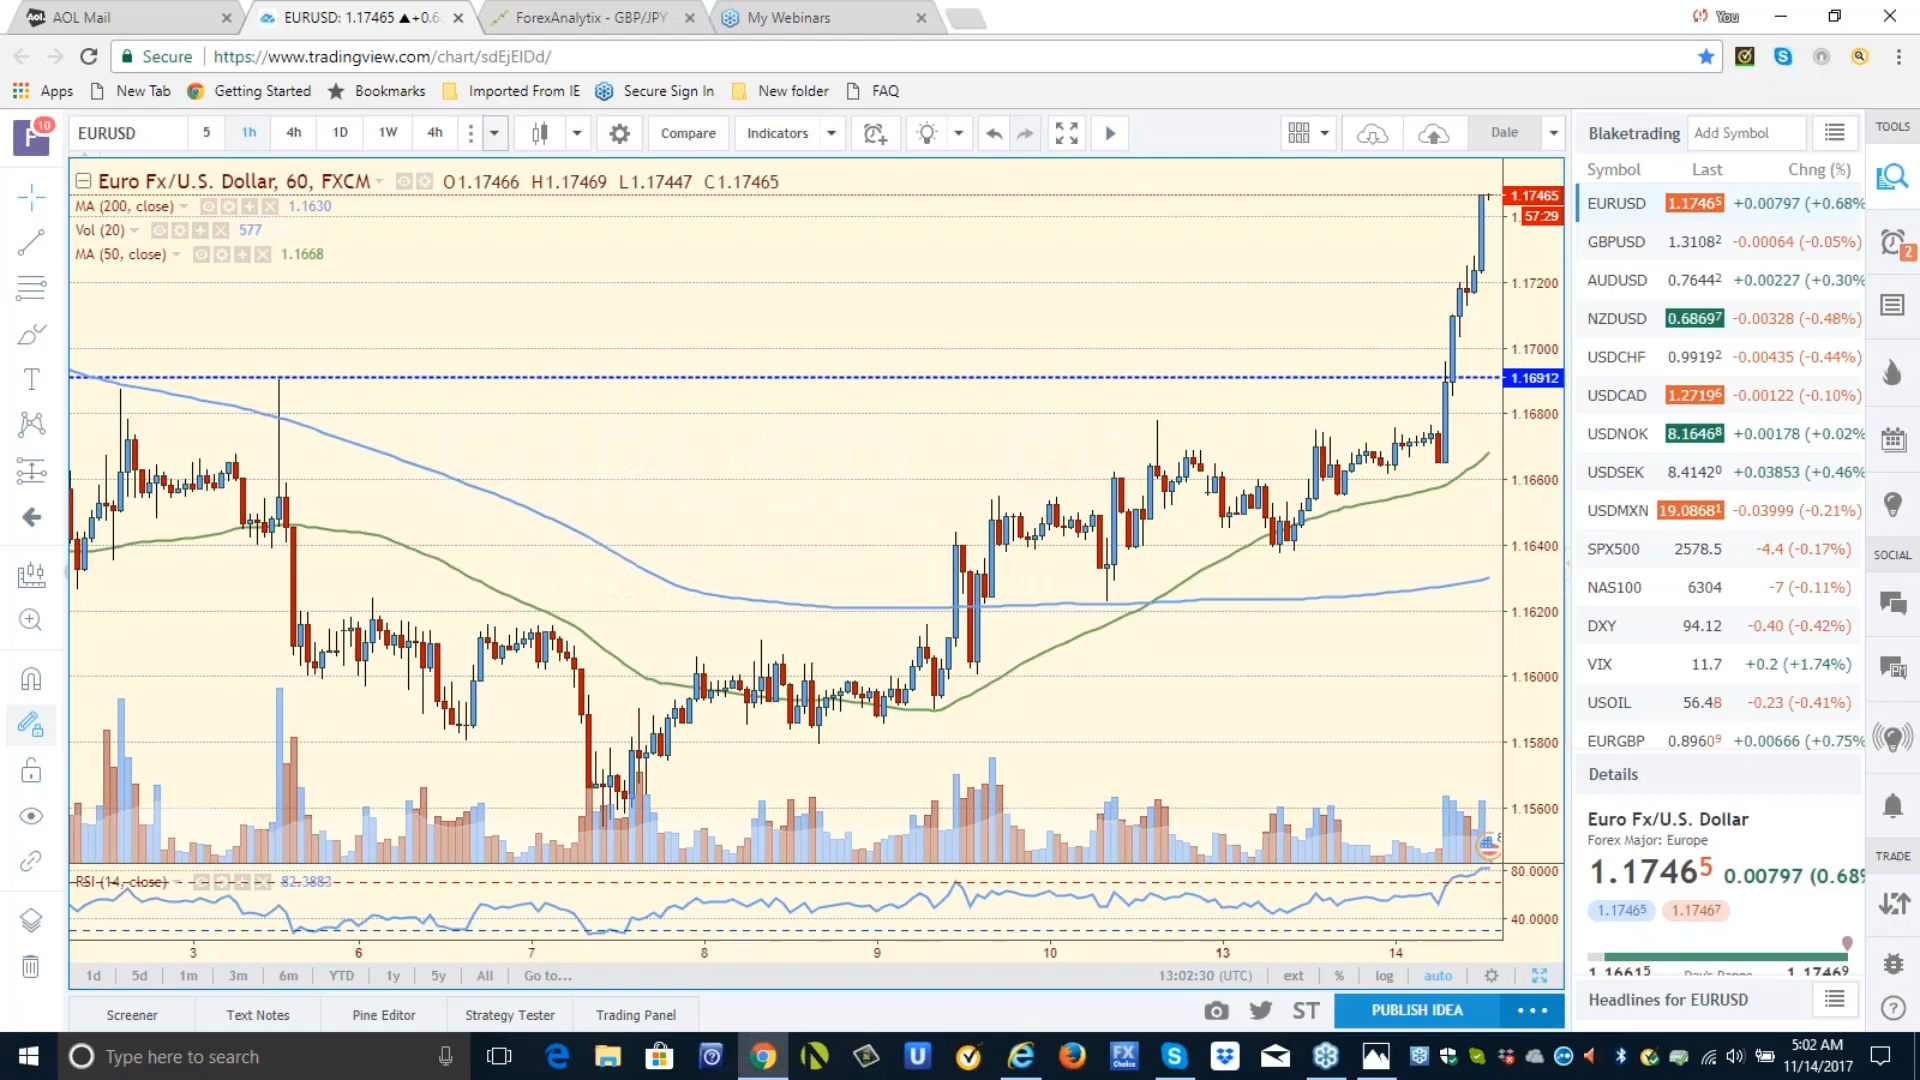 AOL Mail
EURUSD: 1.17465 ▲+0.6
ForexAnalytix - GBP/JPY
My Webinars
You
Secure https://www.tradingview.com/chart/sdEjEIDd/
Apps New Tab Getting Started Bookmarks Imported From IE Secure Sign In New folder FAQ
10
EURUSD 5 1h 4h 1D 1W 4h Compare Indicators Dale
Blaketrading Add Symbol TOOLS
Euro Fx/U.S. Dollar, 60, FXCM O1.17466 H1.17469 L1.17447 C1.17465
MA (200, close) 1.1630
Vol (20) 577
MA (50, close) 1.1668
1.17465
57:29
1.17200
1.17000
1.16912
1.16800
1.16600
1.16400
1.16200
1.16000
1.15800
1.15600
RSI (14, close) 82.3883
80.0000
40.0000
3 6 7 8 9 10 13 14
1d 5d 1m 3m 6m YTD 1y 5y All Go to... 13:02:30 (UTC) ext % log auto
Screener Text Notes Pine Editor Strategy Tester Trading Panel ST PUBLISH IDEA
Symbol Last Chng (%)
EURUSD 1.17465 +0.00797 (+0.68%
GBPUSD 1.31082 -0.00064 (-0.05%)
AUDUSD 0.76442 +0.00227 (+0.30%
NZDUSD 0.68697 -0.00328 (-0.48%)
USDCHF 0.99192 -0.00435 (-0.44%)
USDCAD 1.27196 -0.00122 (-0.10%)
USDNOK 8.16468 +0.00178 (+0.02%
USDSEK 8.41420 +0.03853 (+0.46%
USDMXN 19.08681 -0.03999 (-0.21%)
SPX500 2578.5 -4.4 (-0.17%)
NAS100 6304 -7 (-0.11%)
DXY 94.12 -0.40 (-0.42%)
VIX 11.7 +0.2 (+1.74%)
USOIL 56.48 -0.23 (-0.41%)
EURGBP 0.89609 +0.00666 (+0.75%
Details
Euro Fx/U.S. Dollar
Forex Major: Europe
1.17465 0.00797 (0.68%
1.17465 1.17467
1.16615 Day's Range 1.17469
Headlines for EURUSD
2
SOCIAL
TRADE
Type here to search
FX Choice
5:02 AM
11/14/2017